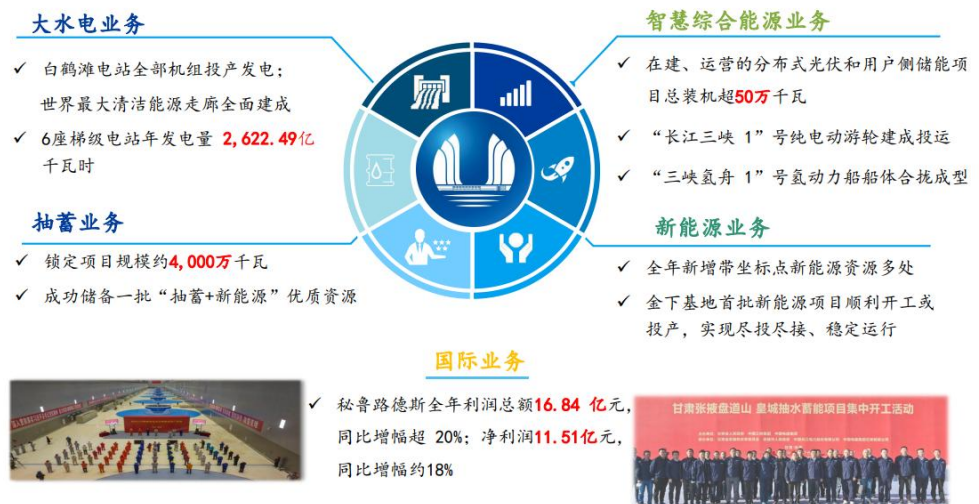 大水电业务
✓ 白鹤滩电站全部机组投产发电；
世界最大清洁能源走廊全面建成
✓ 6座梯级电站年发电量 2,622.49亿
千瓦时
抽蓄业务
✓ 锁定项目规模约4,000万千瓦
✓ 成功储备一批“抽蓄+新能源”优质资源
智慧综合能源业务
✓ 在建、运营的分布式光伏和用户侧储能项
目总装机超50万千瓦
✓ “长江三峡 1”号纯电动游轮建成投运
✓ “三峡氢舟 1”号氢动力船船体合拢成型
新能源业务
✓ 全年新增带坐标点新能源资源多处
✓ 金下基地首批新能源项目顺利开工或
投产，实现尽投尽接、稳定运行
国际业务
✓ 秘鲁路德斯全年利润总额16.84 亿元，
同比增幅超 20%；净利润11.51亿元，
同比增幅约18%
甘肃张掖盘道山 皇城抽水蓄能项目集中开工活动